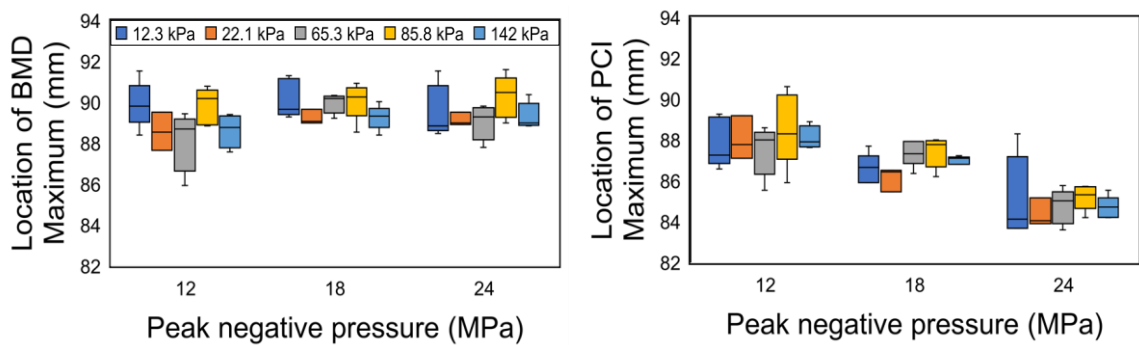 Location of BMD
Maximum (mm)
94
92
90
88
86
84
82
12.3 kPa 22.1 kPa 65.3 kPa 85.8 kPa 142 kPa
12 18 24
Peak negative pressure (MPa)
Location of PCI
Maximum (mm)
94
92
90
88
86
84
82
12 18 24
Peak negative pressure (MPa)